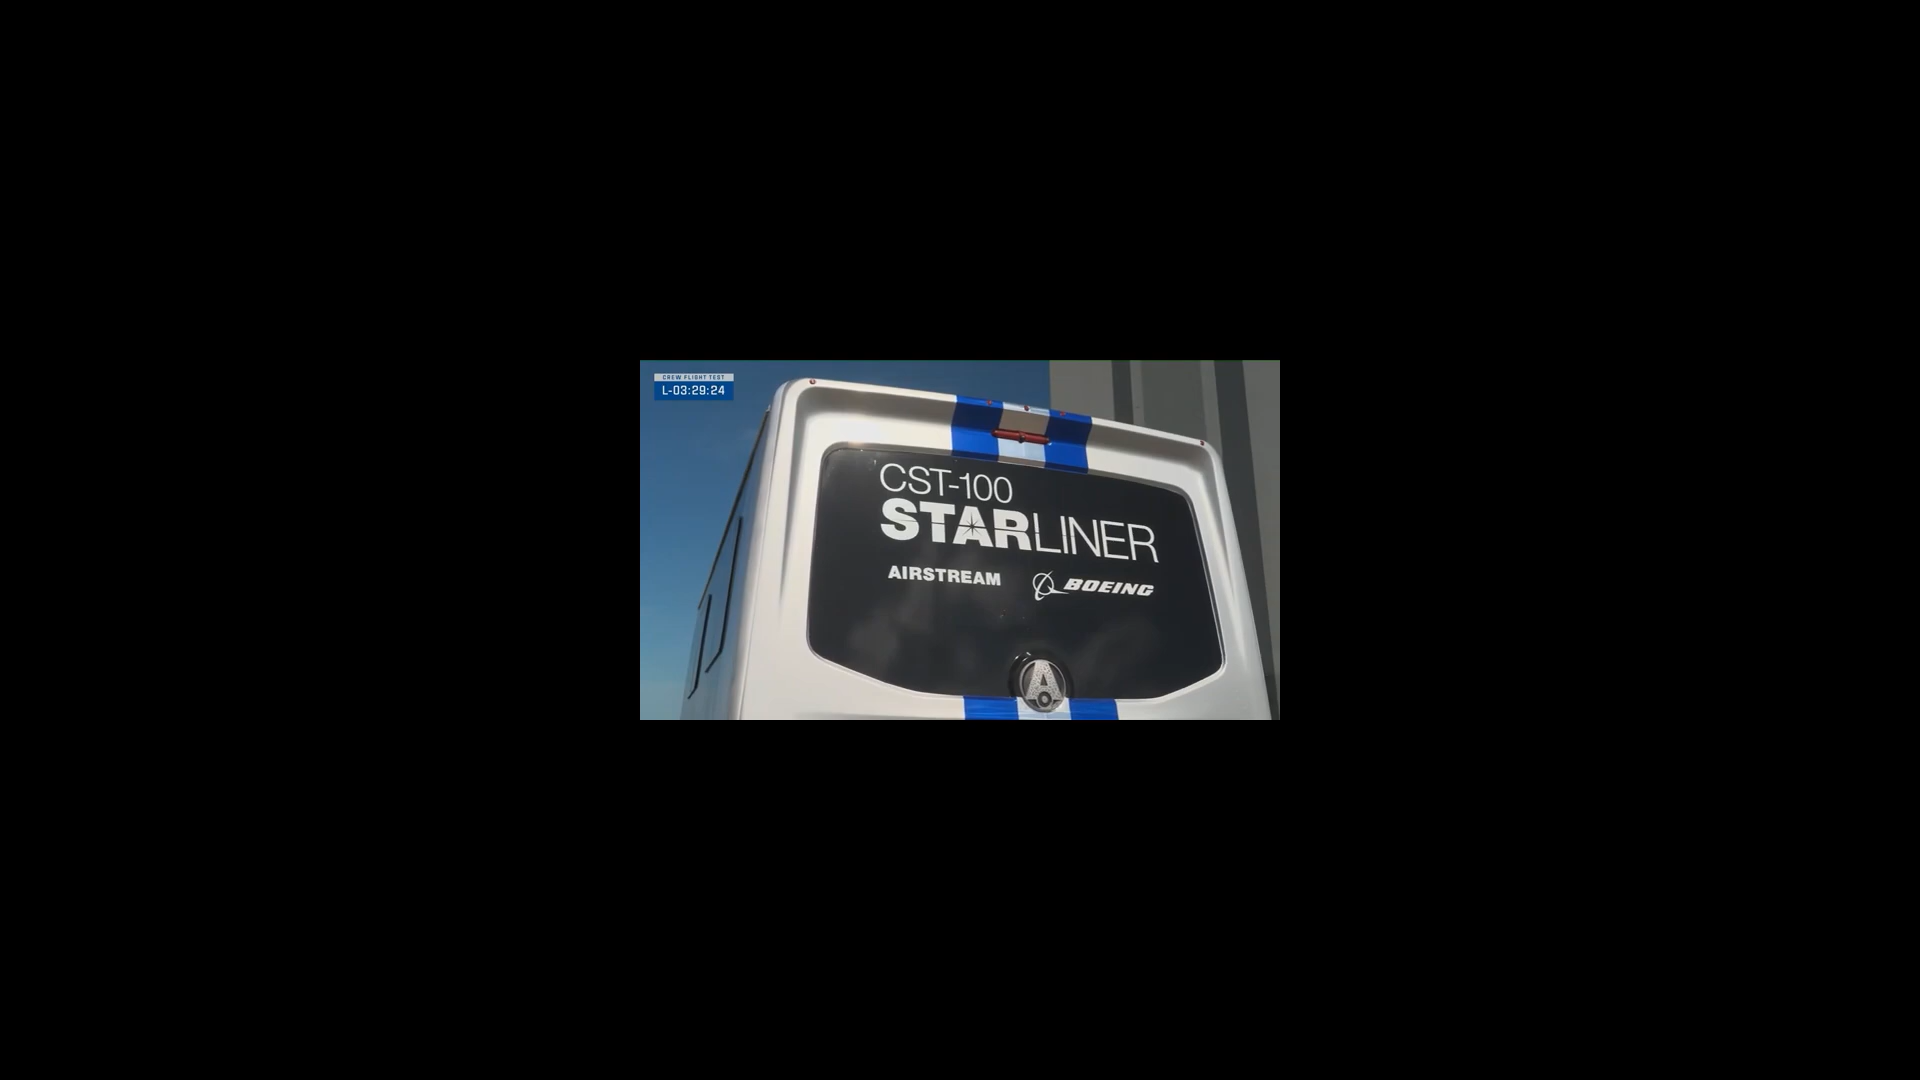 CREW FLIGHT TEST
L-03:29:24
CST-100
STARLINER
AIRSTREAM
BOEING
A